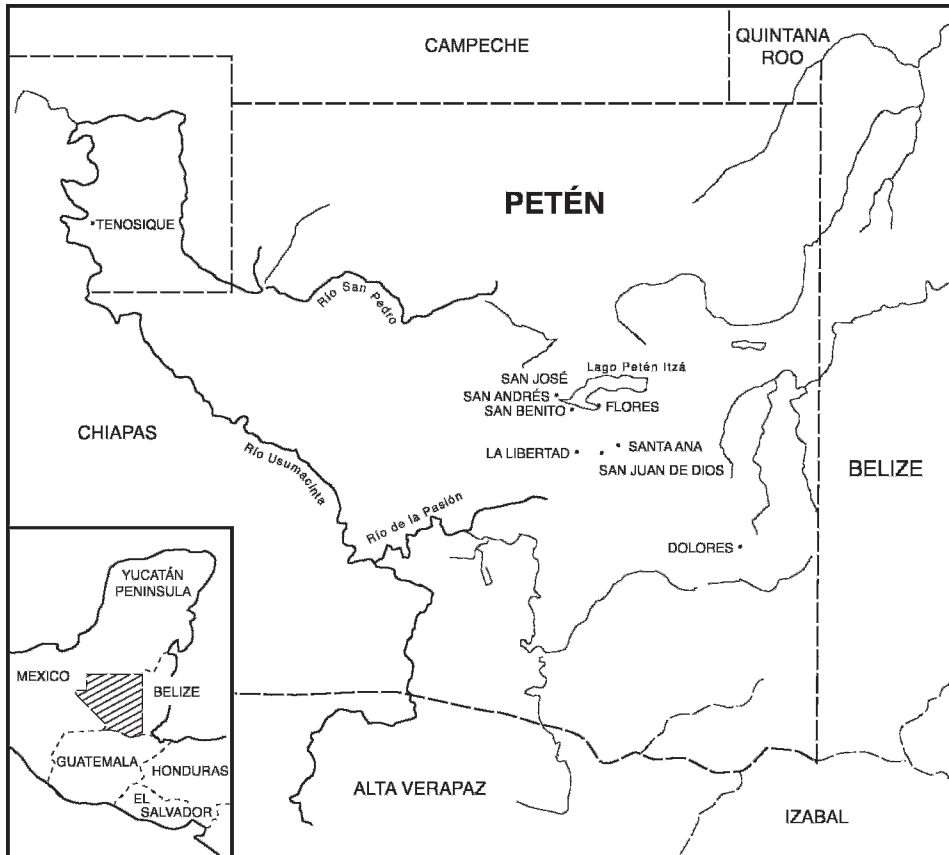 CAMPECHE
QUINTANA
ROO
PETÉN
TENOSIQUE
Río San Pedro
Lago Petén Itzá
SAN JOSÉ
SAN ANDRÉS
SAN BENITO
FLORES
CHIAPAS
LA LIBERTAD
SANTA ANA
SAN JUAN DE DIOS
BELIZE
Río Usumacinta
Río de la Pasión
DOLORES
YUCATÁN
PENINSULA
MEXICO
BELIZE
GUATEMALA
HONDURAS
EL
SALVADOR
ALTA VERAPAZ
IZABAL